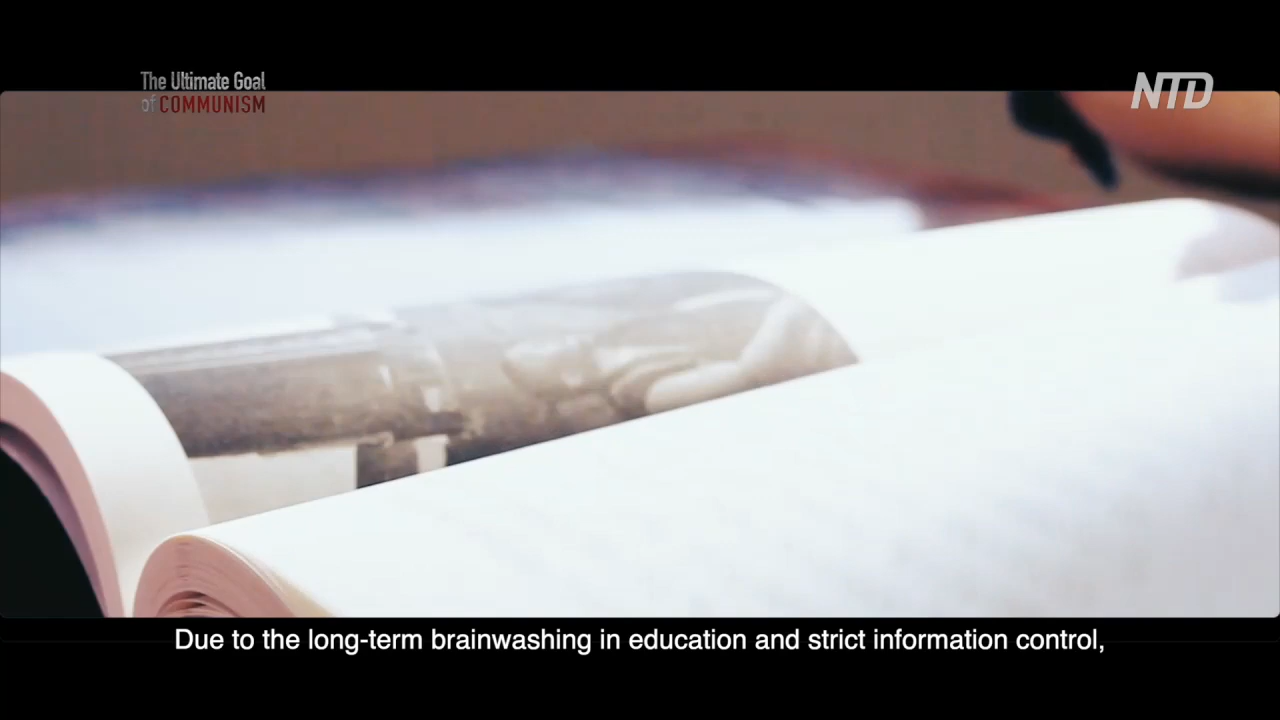 The Ultimate Goal
of COMMUNISM
NTD
Due to the long-term brainwashing in education and strict information control,